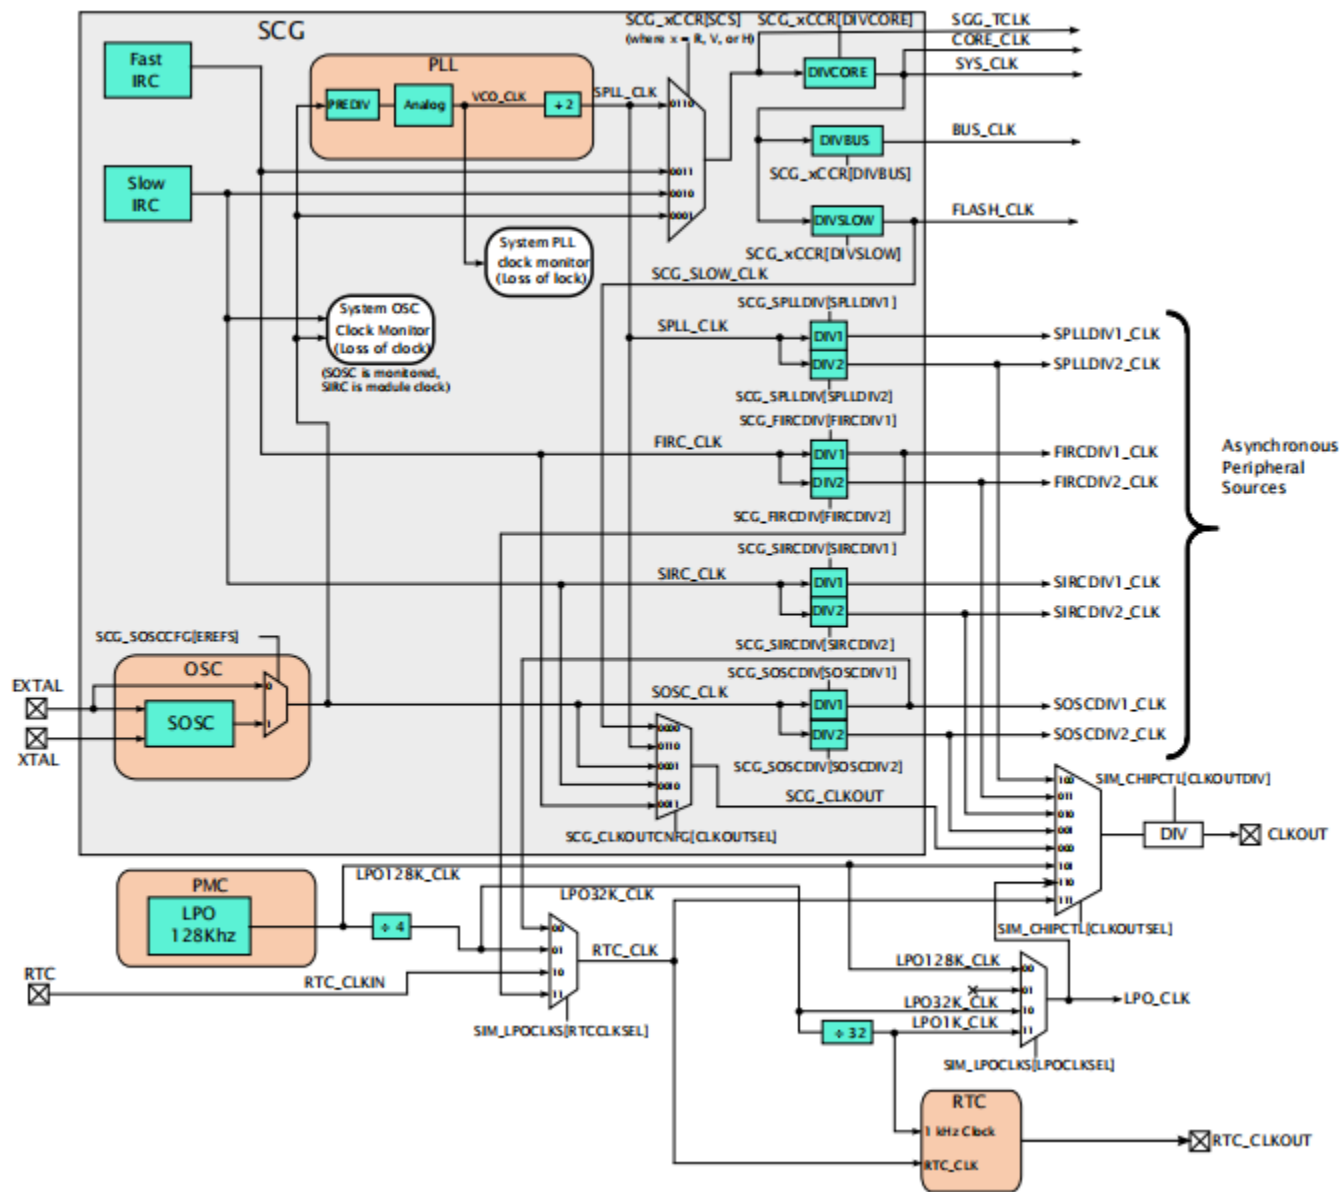 SCG
SCG_xCCR[SCS]
(where x = R, V, or H)
SCG_xCCR[DIVCORE]
SGG_TCLK
CORE_CLK
SYS_CLK
Fast
IRC
PLL
PREDIV
Analog
VCO_CLK
÷2
SPLL_CLK
0110
DIVCORE
DIVBUS
BUS_CLK
SCG_xCCR[DIVBUS]
0011
Slow
IRC
0010
0001
DIVSLOW
FLASH_CLK
SCG_xCCR[DIVSLOW]
System PLL
clock monitor
(Loss of lock)
SCG_SLOW_CLK
System OSC
Clock Monitor
(Loss of clock)
(SOSC is monitored,
SIRC is module clock)
SCG_SPLLDIV[SPLLDIV1]
SPLL_CLK
DIV1
SPLLDIV1_CLK
DIV2
SPLLDIV2_CLK
SCG_SPLLDIV[SPLLDIV2]
SCG_FIRCDIV[FIRCDIV1]
FIRC_CLK
DIV1
FIRCDIV1_CLK
DIV2
FIRCDIV2_CLK
SCG_FIRCDIV[FIRCDIV2]
Asynchronous
Peripheral
Sources
SCG_SIRCDIV[SIRCDIV1]
SIRC_CLK
DIV1
SIRCDIV1_CLK
DIV2
SIRCDIV2_CLK
SCG_SIRCDIV[SIRCDIV2]
SCG_SOSCCFG[EREFS]
OSC
EXTAL
0
SOSC
1
XTAL
SCG_SOSCDIV[SOSCDIV1]
SOSC_CLK
DIV1
SOSCDIV1_CLK
DIV2
SOSCDIV2_CLK
SCG_SOSCDIV[SOSCDIV2]
0000
0110
0001
0010
0011
SCG_CLKOUT
SCG_CLKOUTCNFG[CLKOUTSEL]
SIM_CHIPCTL[CLKOUTDIV]
100
011
010
001
000
101
110
111
DIV
CLKOUT
SIM_CHIPCTL[CLKOUTSEL]
PMC
LPO
128Khz
LPO128K_CLK
÷ 4
LPO32K_CLK
00
01
10
11
RTC_CLK
RTC
RTC_CLKIN
SIM_LPOCLKS[RTCCLKSEL]
LPO128K_CLK
LPO32K_CLK
÷ 32
LPO1K_CLK
00
01
10
11
LPO_CLK
SIM_LPOCLKS[LPOCLKSEL]
RTC
1 kHz Clock
RTC_CLK
RTC_CLKOUT